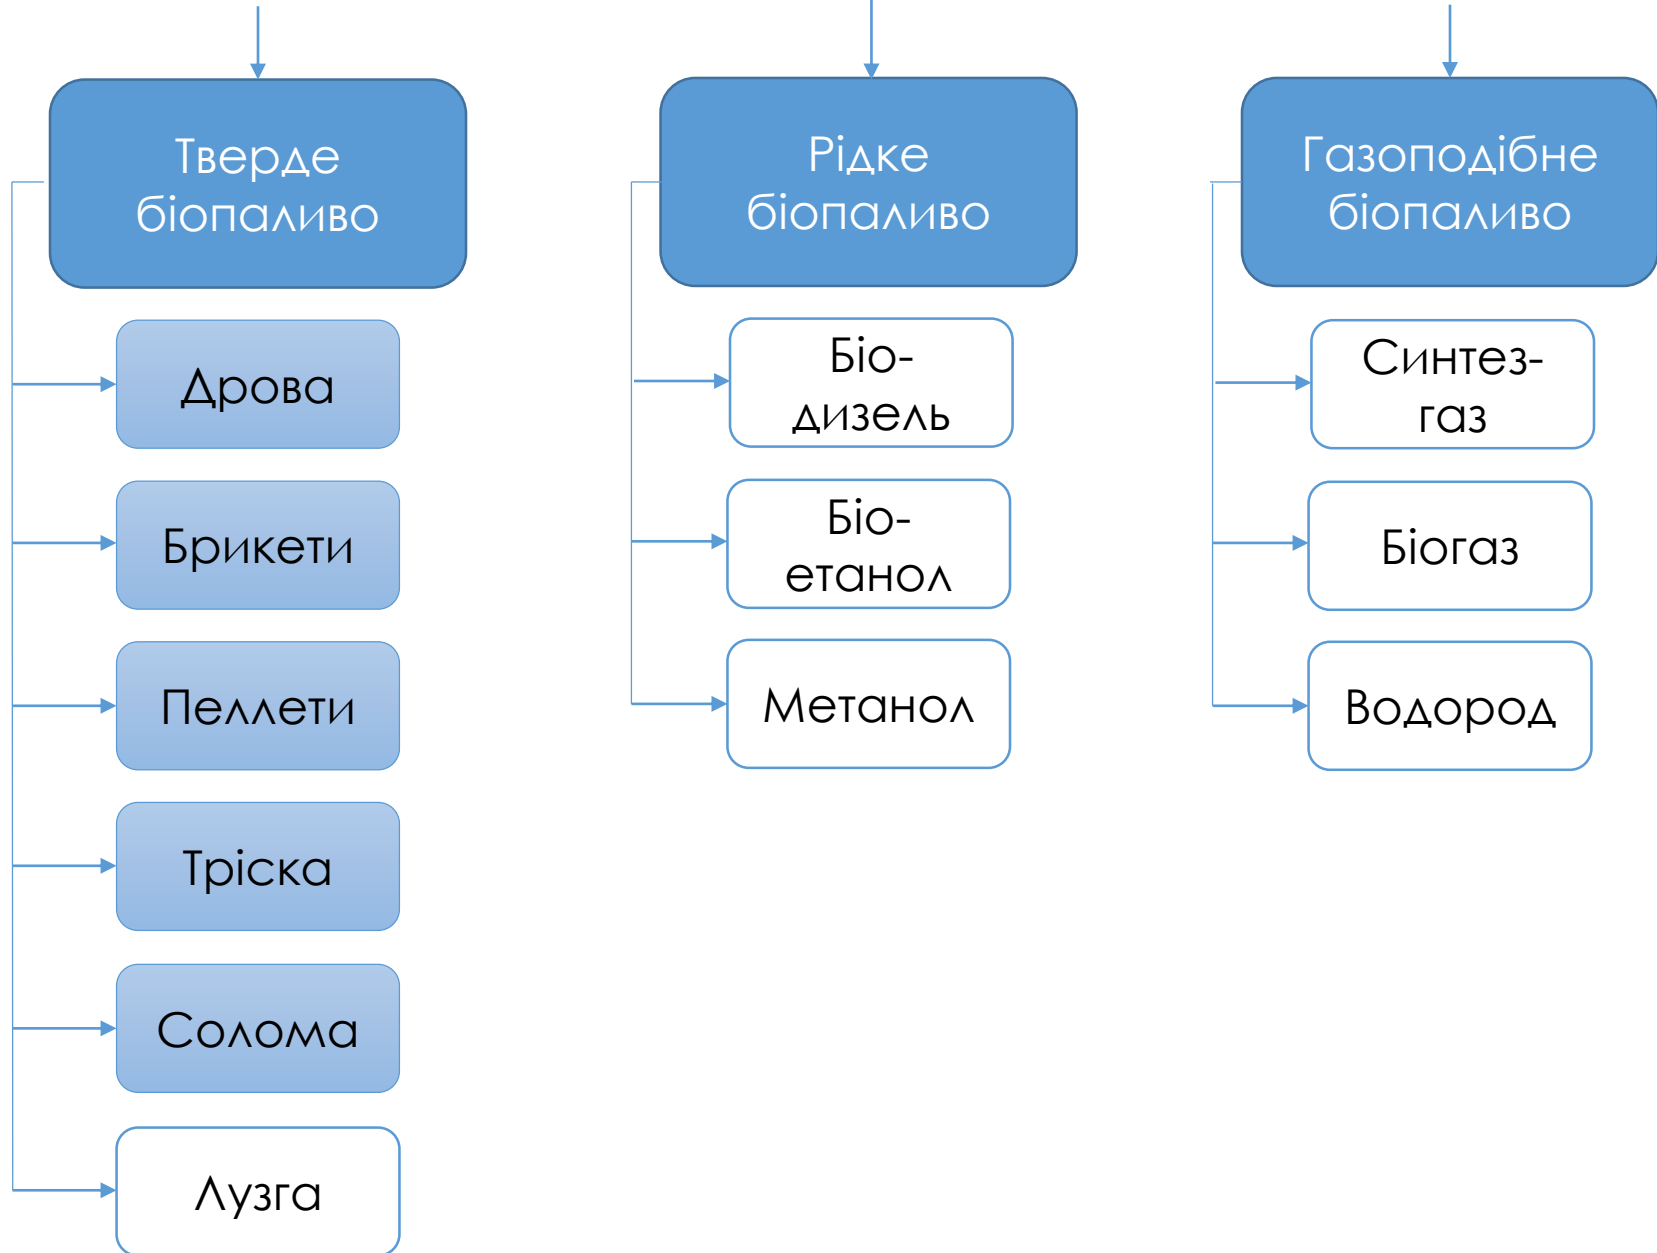 Тверде
біопаливо
Дрова
Брикети
Пеллети
Тріска
Солома
Лузга
Рідке
біопаливо
Біо-
дизель
Біо-
етанол
Метанол
Газоподібне
біопаливо
Синтез-
газ
Біогаз
Водород